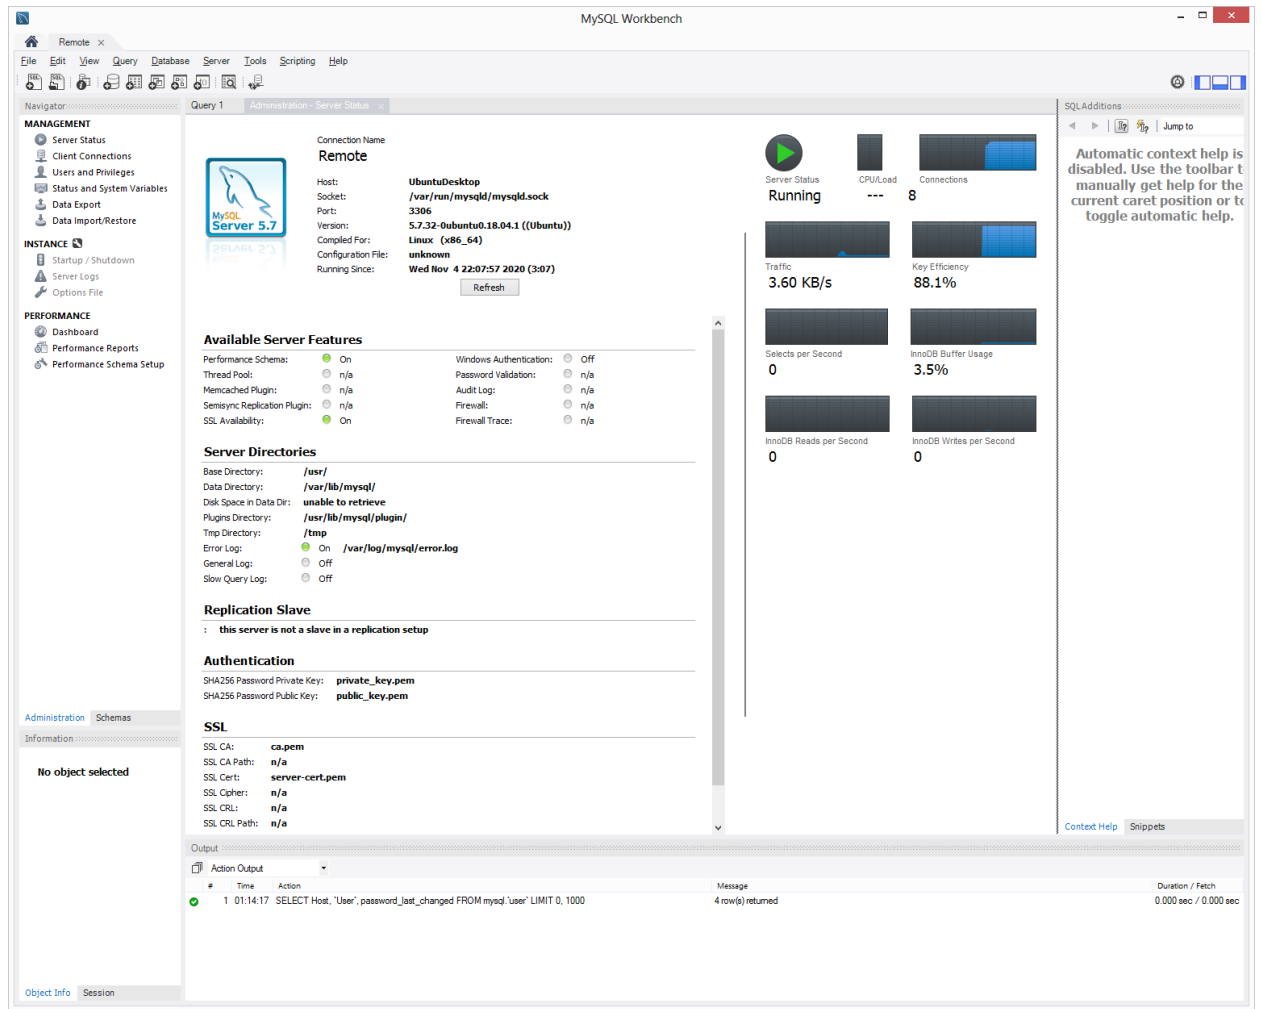 MySQL Workbench
Remote
File Edit View Query Database Server Tools Scripting Help
Navigator
MANAGEMENT
Server Status
Client Connections
Users and Privileges
Status and System Variables
Data Export
Data Import/Restore
INSTANCE
Startup / Shutdown
Server Logs
Options File
PERFORMANCE
Dashboard
Performance Reports
Performance Schema Setup
Administration Schemas
Information
No object selected
Object Info Session
Query 1 Administration - Server Status
MySQL
Server 5.7
Connection Name
Remote
Host: UbuntuDesktop
Socket: /var/run/mysqld/mysqld.sock
Port: 3306
Version: 5.7.32-0ubuntu0.18.04.1 ((Ubuntu))
Compiled For: Linux (x86_64)
Configuration File: unknown
Running Since: Wed Nov 4 22:07:57 2020 (3:07)
Refresh
Available Server Features
Performance Schema: On Windows Authentication: Off
Thread Pool: n/a Password Validation: n/a
Memcached Plugin: n/a Audit Log: n/a
Semisync Replication Plugin: n/a Firewall: n/a
SSL Availability: On Firewall Trace: n/a
Server Directories
Base Directory: /usr/
Data Directory: /var/lib/mysql/
Disk Space in Data Dir: unable to retrieve
Plugins Directory: /usr/lib/mysql/plugin/
Tmp Directory: /tmp
Error Log: On /var/log/mysql/error.log
General Log: Off
Slow Query Log: Off
Replication Slave
: this server is not a slave in a replication setup
Authentication
SHA256 Password Private Key: private_key.pem
SHA256 Password Public Key: public_key.pem
SSL
SSL CA: ca.pem
SSL CA Path: n/a
SSL Cert: server-cert.pem
SSL Cipher: n/a
SSL CRL: n/a
SSL CRL Path: n/a
Server Status CPU/Load Connections
Running --- 8
Traffic Key Efficiency
3.60 KB/s 88.1%
Selects per Second InnoDB Buffer Usage
0 3.5%
InnoDB Reads per Second InnoDB Writes per Second
0 0
SQLAdditions
Jump to
Automatic context help is
disabled. Use the toolbar t
manually get help for the
current caret position or to
toggle automatic help.
Context Help Snippets
Output
Action Output
# Time Action Message Duration / Fetch
1 01:14:17 SELECT Host, `User`, password_last_changed FROM mysql.`user` LIMIT 0, 1000 4 row(s) returned 0.000 sec / 0.000 sec